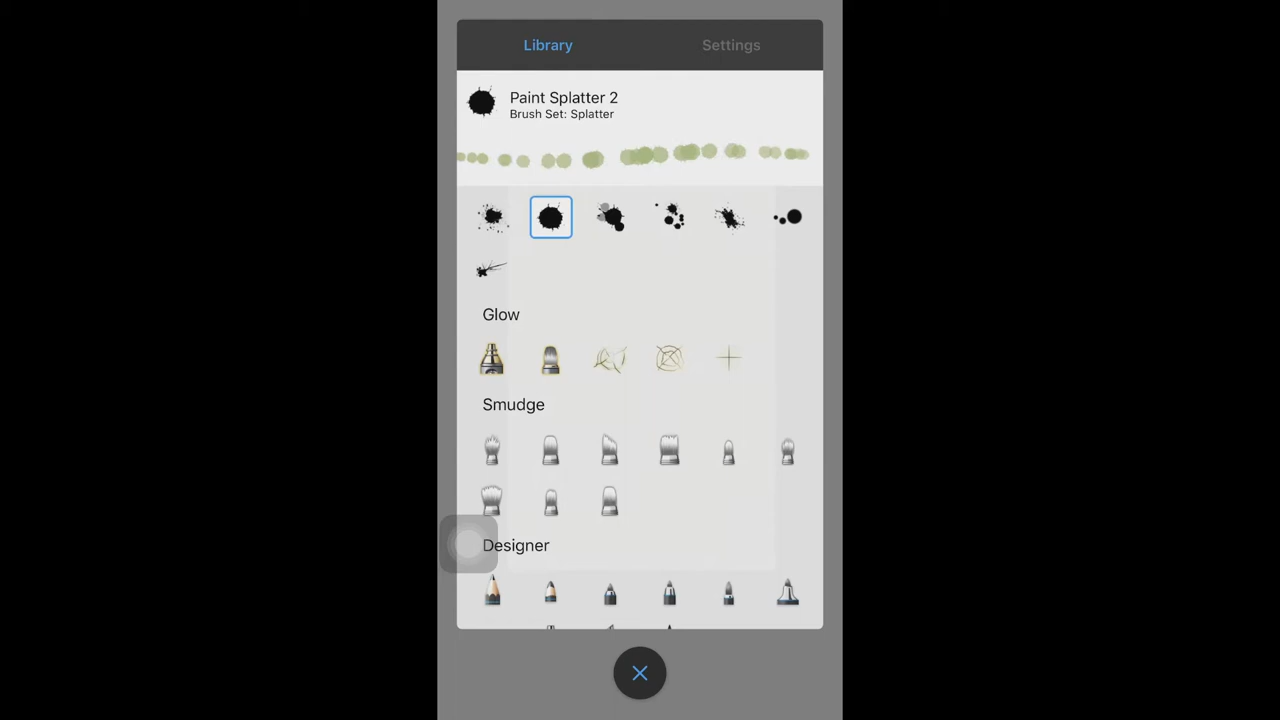 Library
Settings
Paint Splatter 2
Brush Set: Splatter
Glow
Smudge
Designer